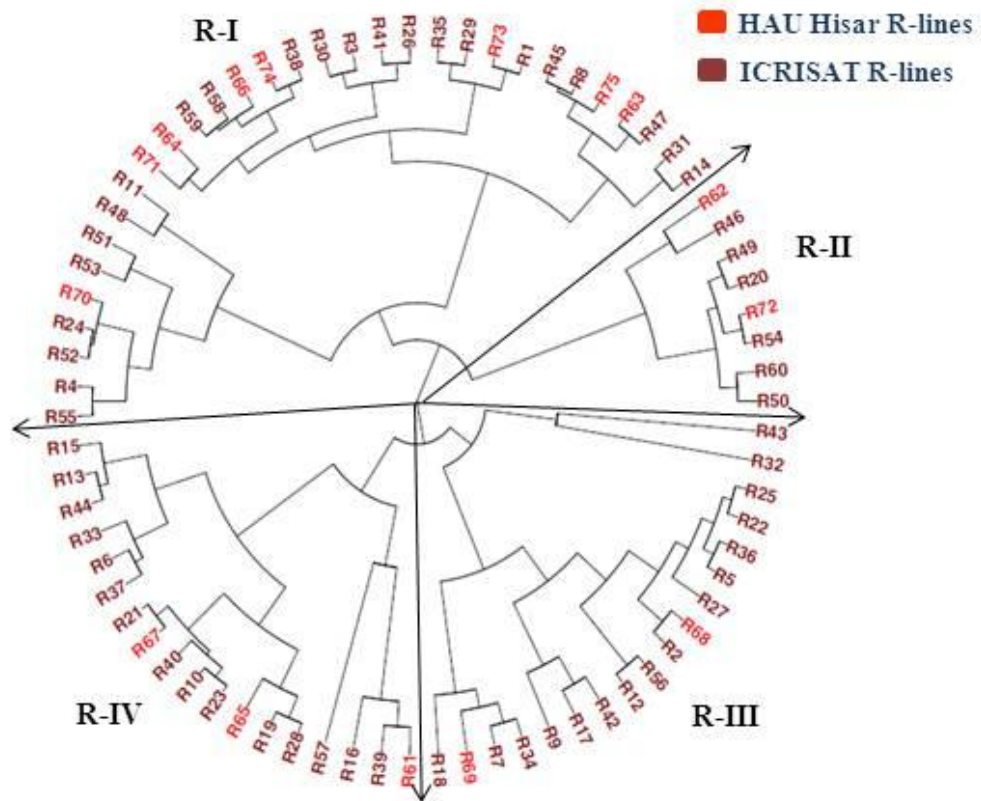 R-I
HAU Hisar R-lines
ICRISAT R-lines
R55
R4
R52
R24
R70
R53
R51
R48
R11
R71
R64
R59
R58
R66
R74
R38
R30
R3
R41
R26
R35
R29
R73
R1
R45
R8
R75
R63
R47
R31
R14
R62
R46
R49
R20
R72
R54
R60
R50
R-II
R43
R32
R25
R22
R36
R5
R27
R68
R2
R56
R12
R42
R17
R9
R34
R7
R69
R18
R-III
R61
R39
R16
R57
R28
R19
R65
R23
R10
R40
R67
R21
R37
R6
R33
R44
R13
R15
R-IV